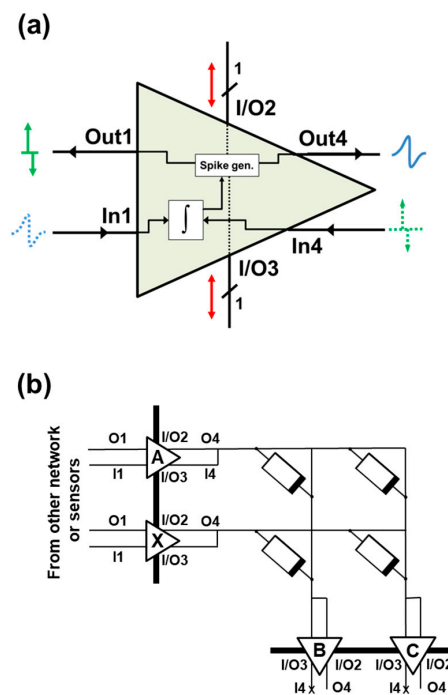 (a)
1
I/O2
Out1
Out4
Spike gen.
∫
In1
In4
I/O3
1
(b)
From other network
or sensors
O1 I/O2 O4
A
I1 I/O3 I4
O1 I/O2 O4
X
I1 I/O3
B C
I/O3 I/O2 I/O3 I/O2
I4 x O4 I4 x O4